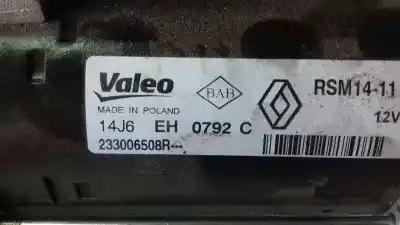 Valeo BAB RSM14-11
MADE IN POLAND 12V
14J6 EH 0792 C
233006508R---